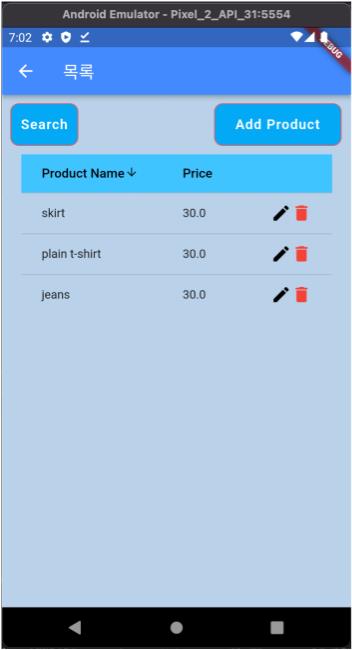 Android Emulator - Pixel_2_API_31:5554
7:02
DEBUG
목록
Search Add Product
Product Name↓ Price
skirt 30.0
plain t-shirt 30.0
jeans 30.0